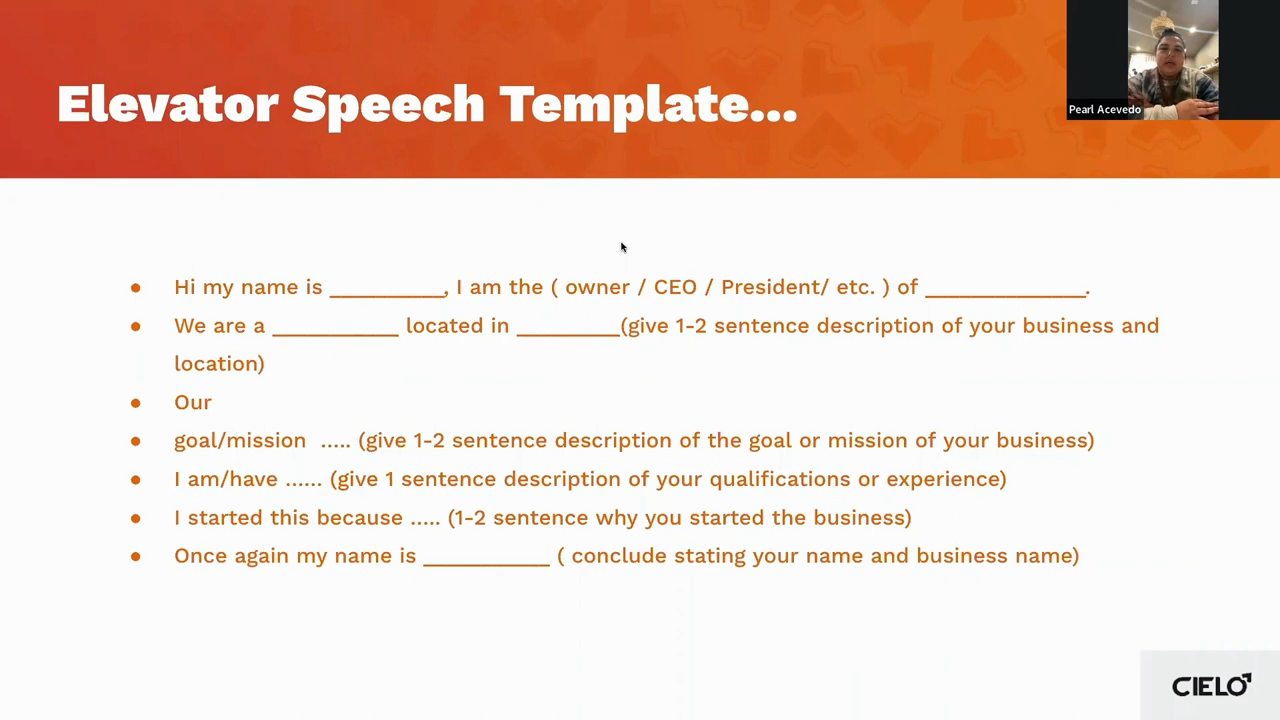 Elevator Speech Template...
Pearl Acevedo
● Hi my name is __________, I am the ( owner / CEO / President/ etc. ) of ______________.
● We are a ___________ located in _________(give 1-2 sentence description of your business and
location)
● Our
● goal/mission ..... (give 1-2 sentence description of the goal or mission of your business)
● I am/have ...... (give 1 sentence description of your qualifications or experience)
● I started this because ..... (1-2 sentence why you started the business)
● Once again my name is ___________ ( conclude stating your name and business name)
CIELO